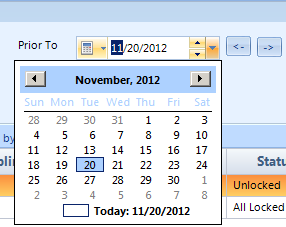 Prior To 11/20/2012 <- ->
November, 2012
Sun Mon Tue Wed Thu Fri Sat
28 29 30 31 1 2 3
4 5 6 7 8 9 10
by
11 12 13 14 15 16 17
Statu
18 19 20 21 22 23 24
25 26 27 28 29 30 1
Unlocked
2 3 4 5 6 7 8
All Locked
Today: 11/20/2012